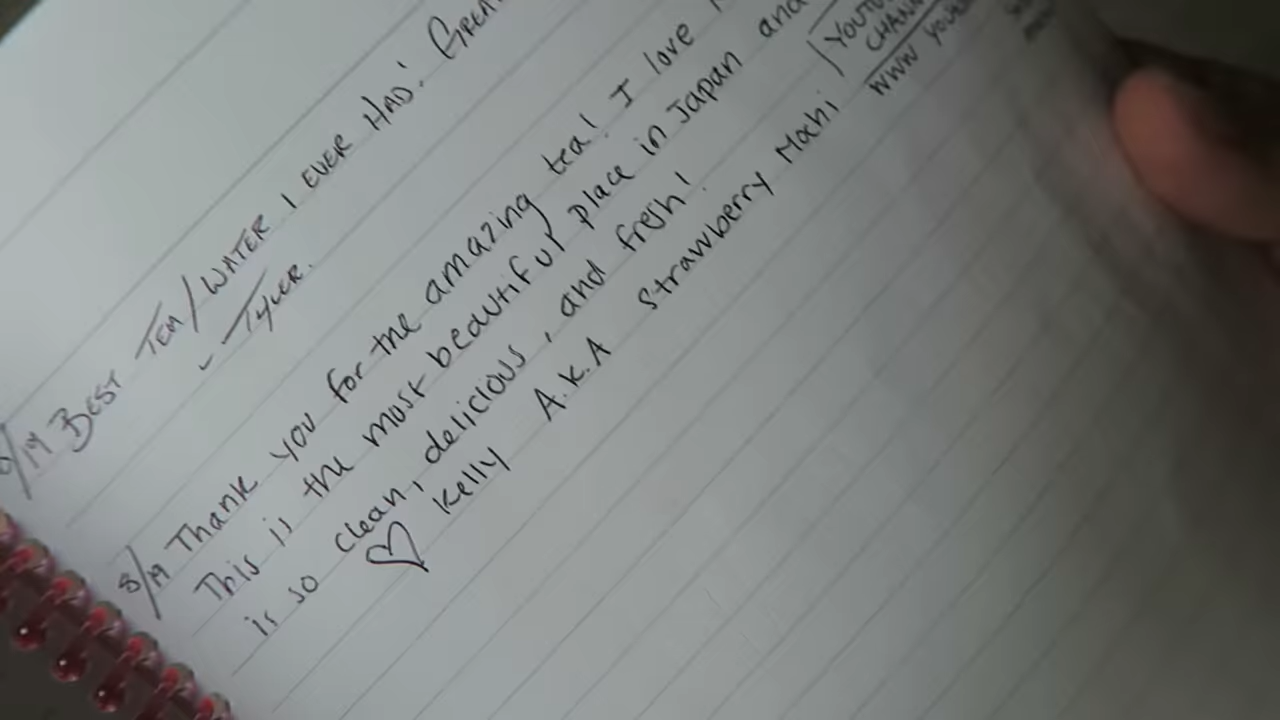 8/19 BEST TEA/WATER I EVER HAD! GREA
- TYLER.
8/19 Thank you for the amazing tea! I love
This is the most beautiful place in Japan and
is so clean, delicious, and fresh!
♡ Kelly A.K.A Strawberry Mochi
YOUTU
CHANN
WWW YOU